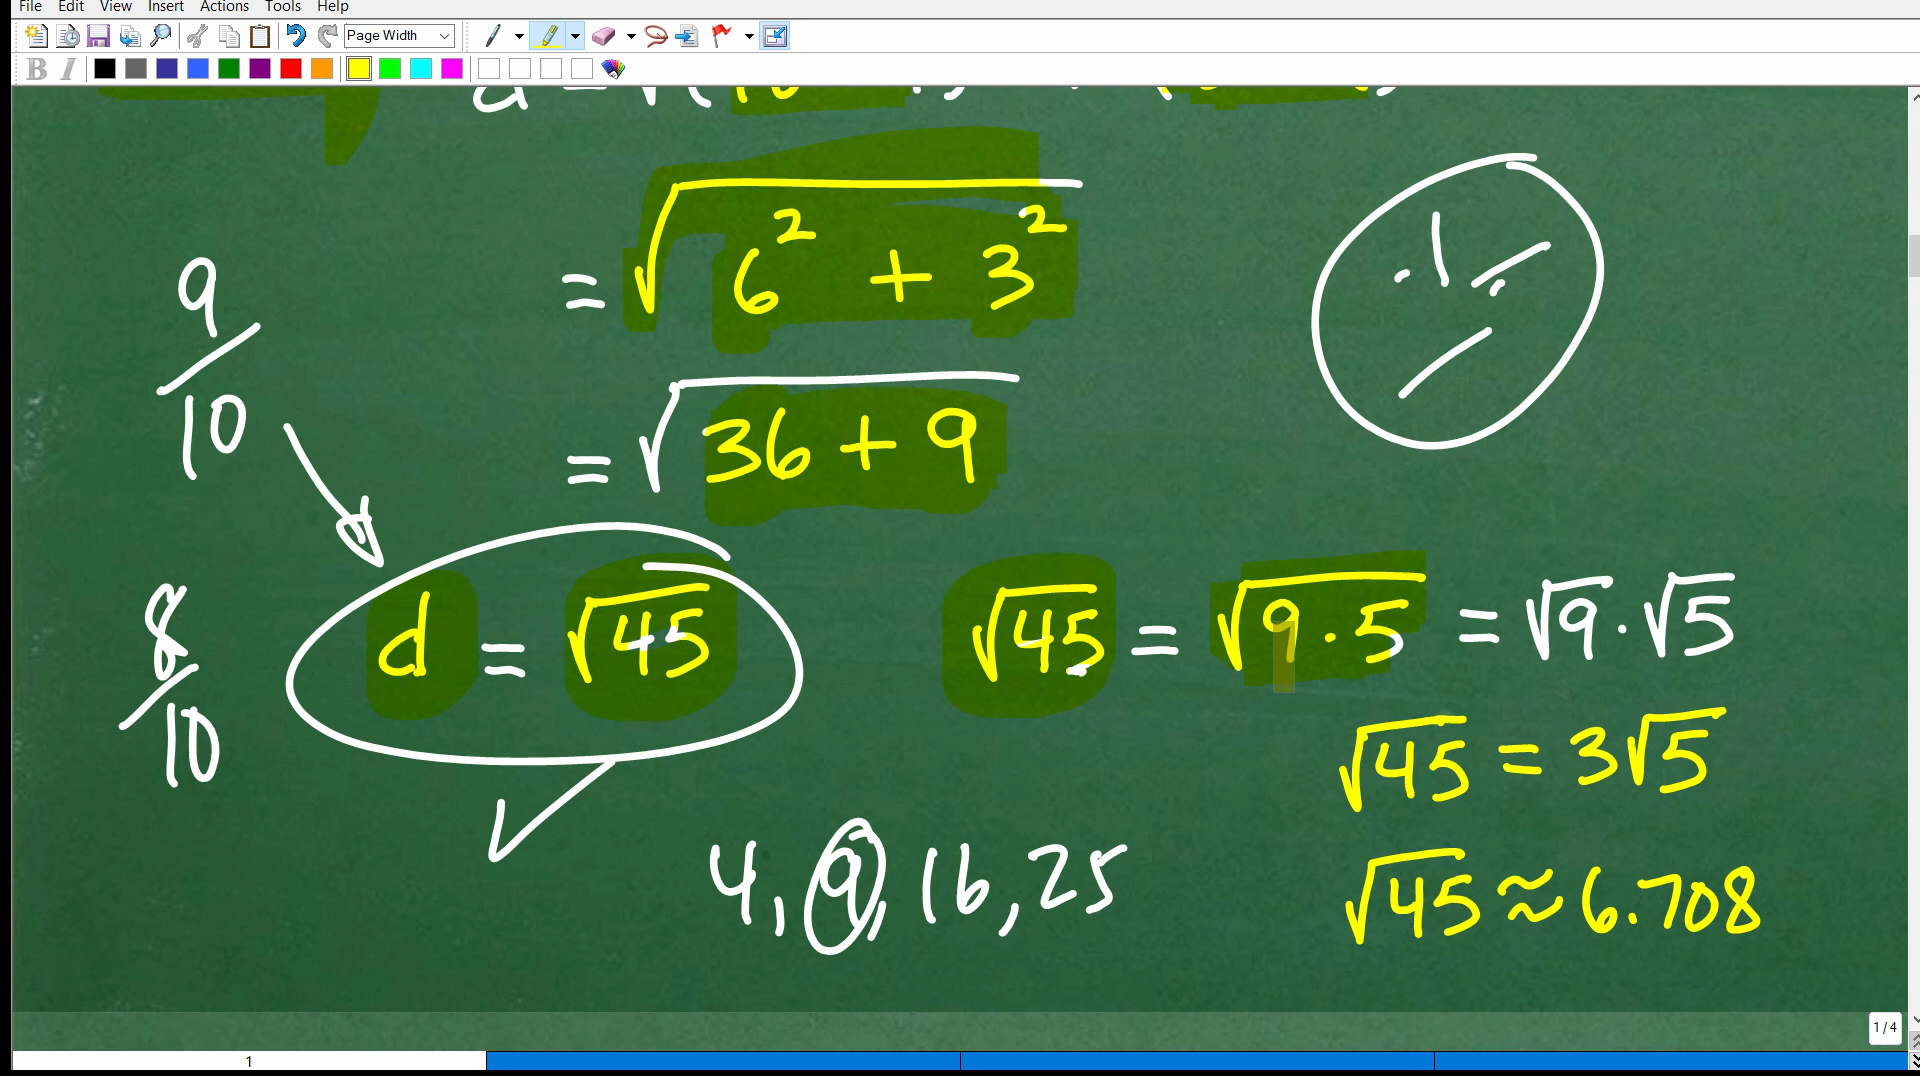 File Edit View Insert Actions Tools Help
Page Width
B I
= √(6² + 3²)
9/10
= √(36 + 9)
d = √45
√45 = √(9·5) = √9·√5
8/10
√45 = 3√5
4, 9, 16, 25
√45 ≈ 6.708
1 / 4
1